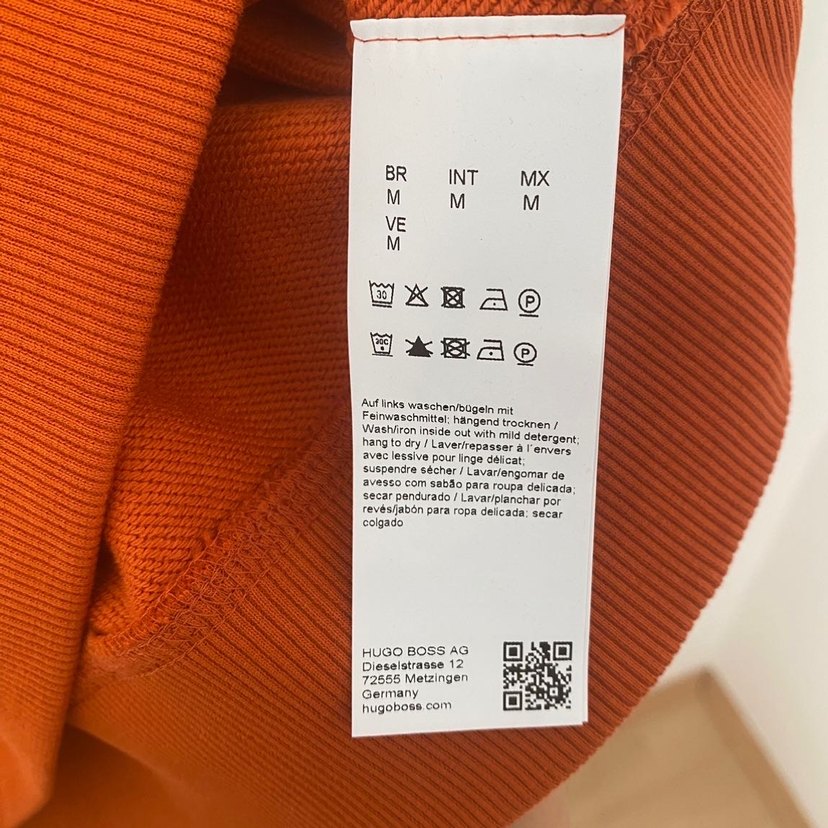 BR INT MX
M M M
VE
M
30 P
30C P
Auf links waschen/bügeln mit
Feinwaschmittel; hängend trocknen /
Wash/iron inside out with mild detergent;
hang to dry / Laver/repasser à l´envers
avec lessive pour linge délicat;
suspendre sécher / Lavar/engomar de
avesso com sabão para roupa delicada;
secar pendurado / Lavar/planchar por
revés/jabón para ropa delicada; secar
colgado
HUGO BOSS AG
Dieselstrasse 12
72555 Metzingen
Germany
hugoboss.com